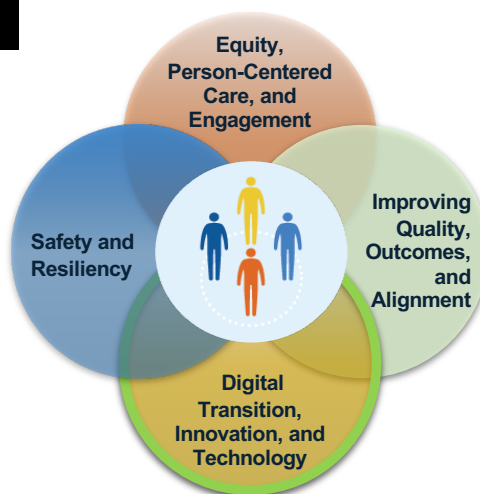 Equity,
Person-Centered
Care, and
Engagement
Safety and
Resiliency
Improving
Quality,
Outcomes,
and
Alignment
Digital
Transition,
Innovation, and
Technology